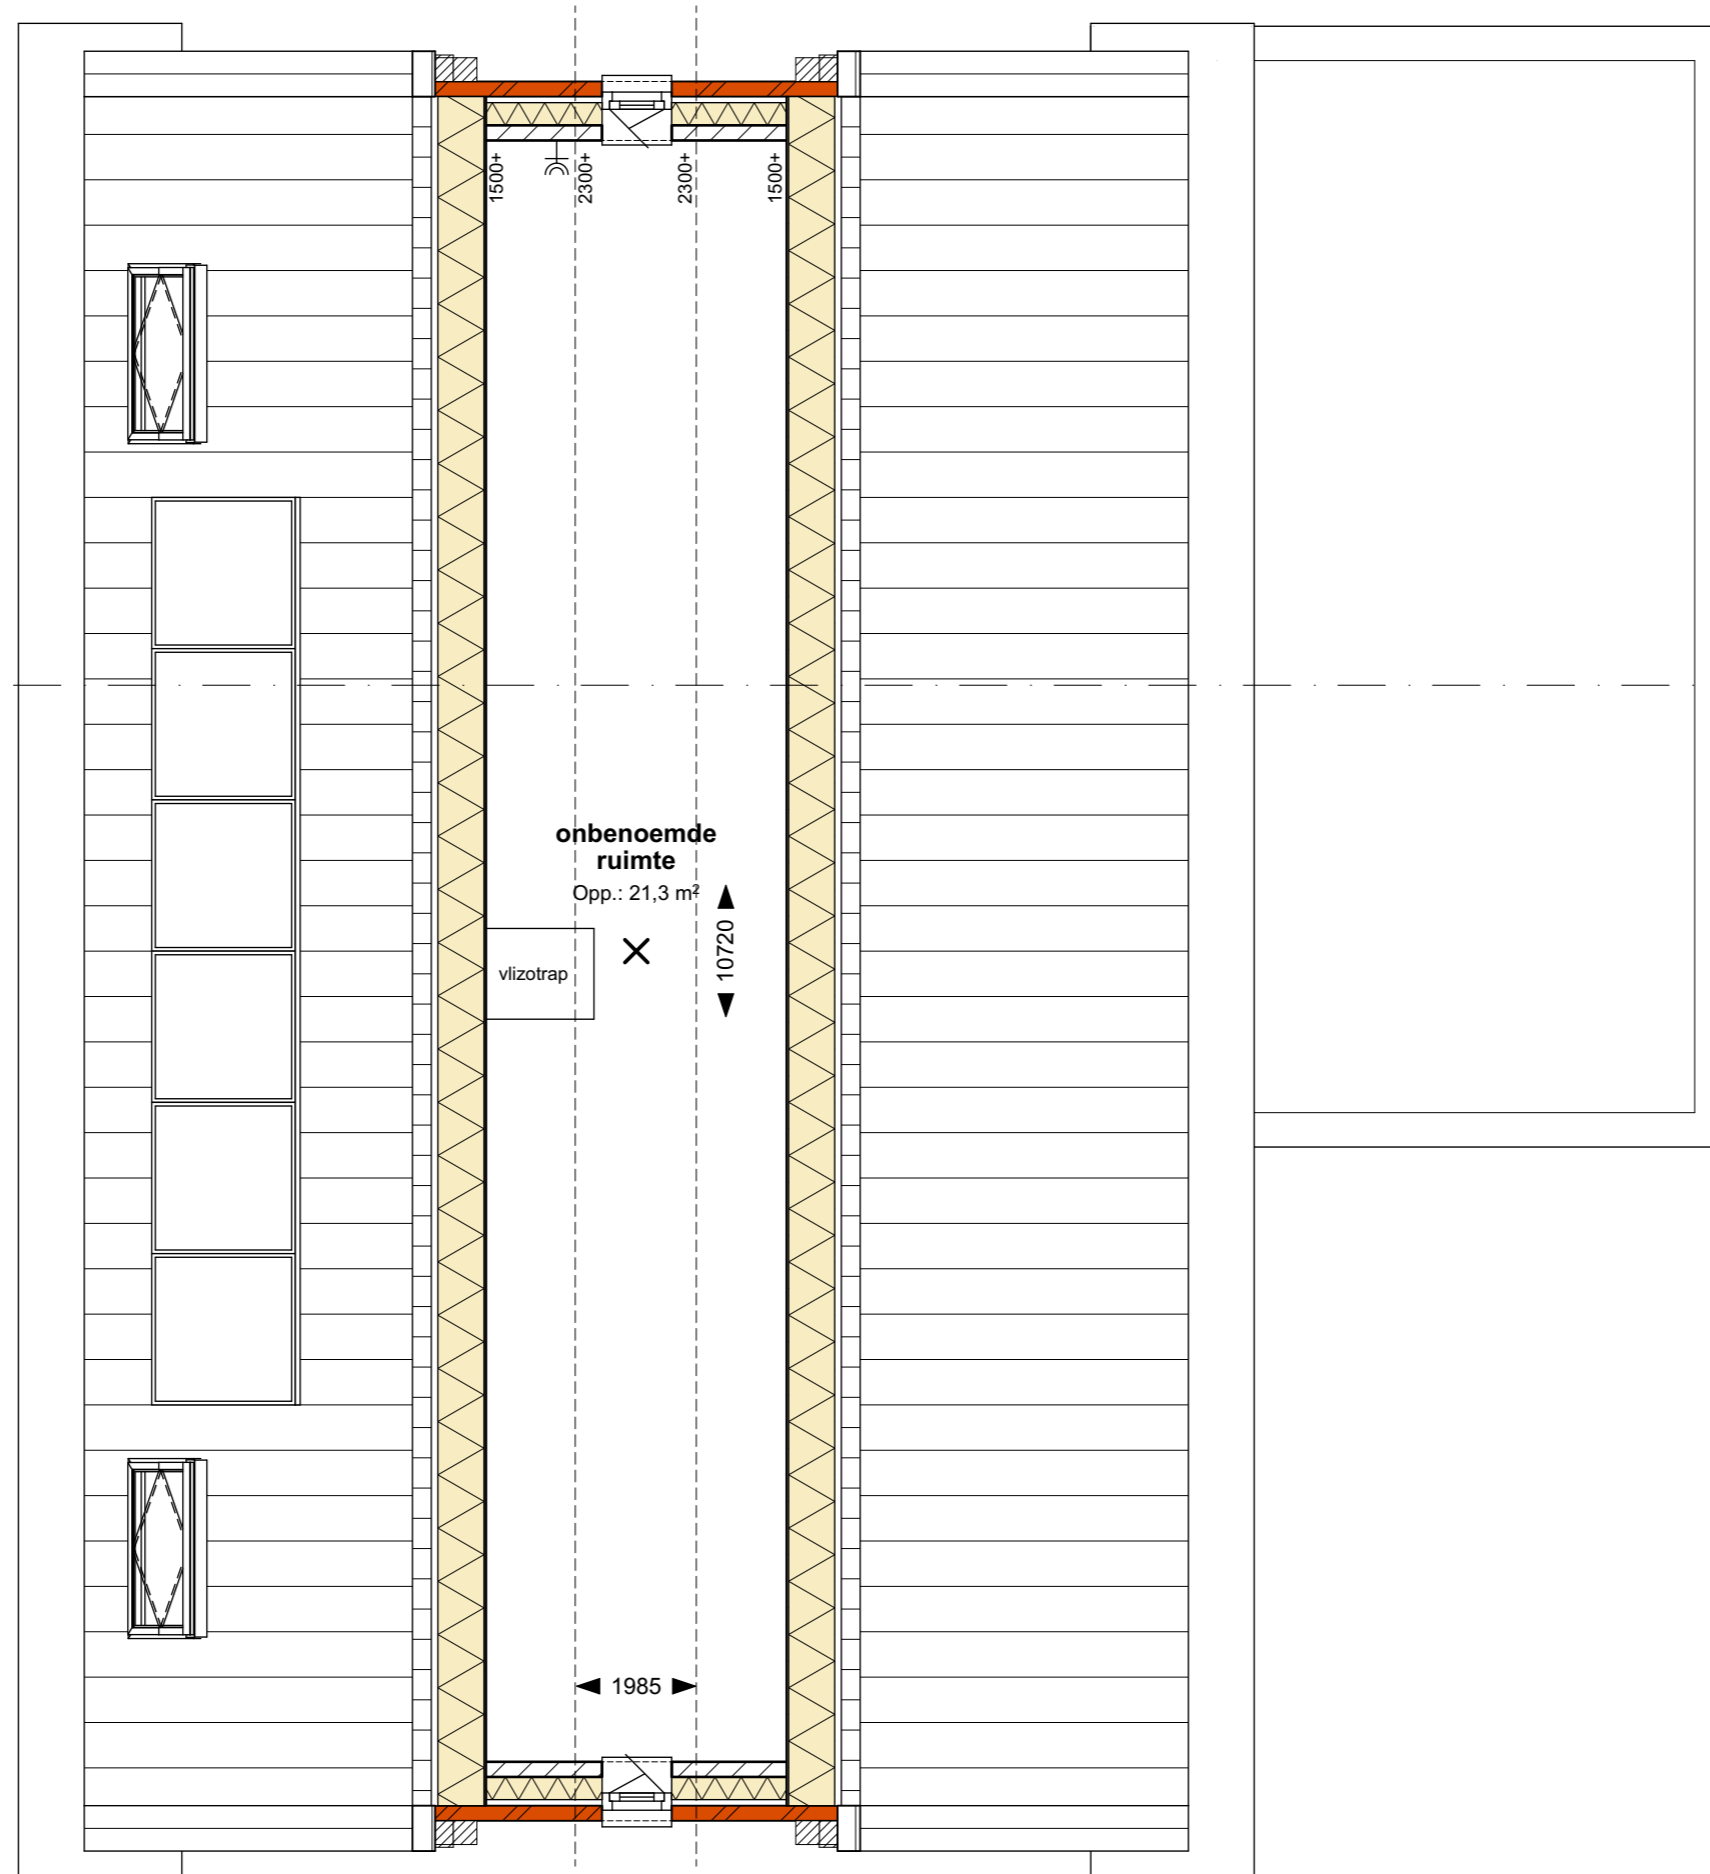 1500+
2300+
2300+
1500+
onbenoemde
ruimte
Opp.: 21,3 m²
10720
vlizotrap
1985